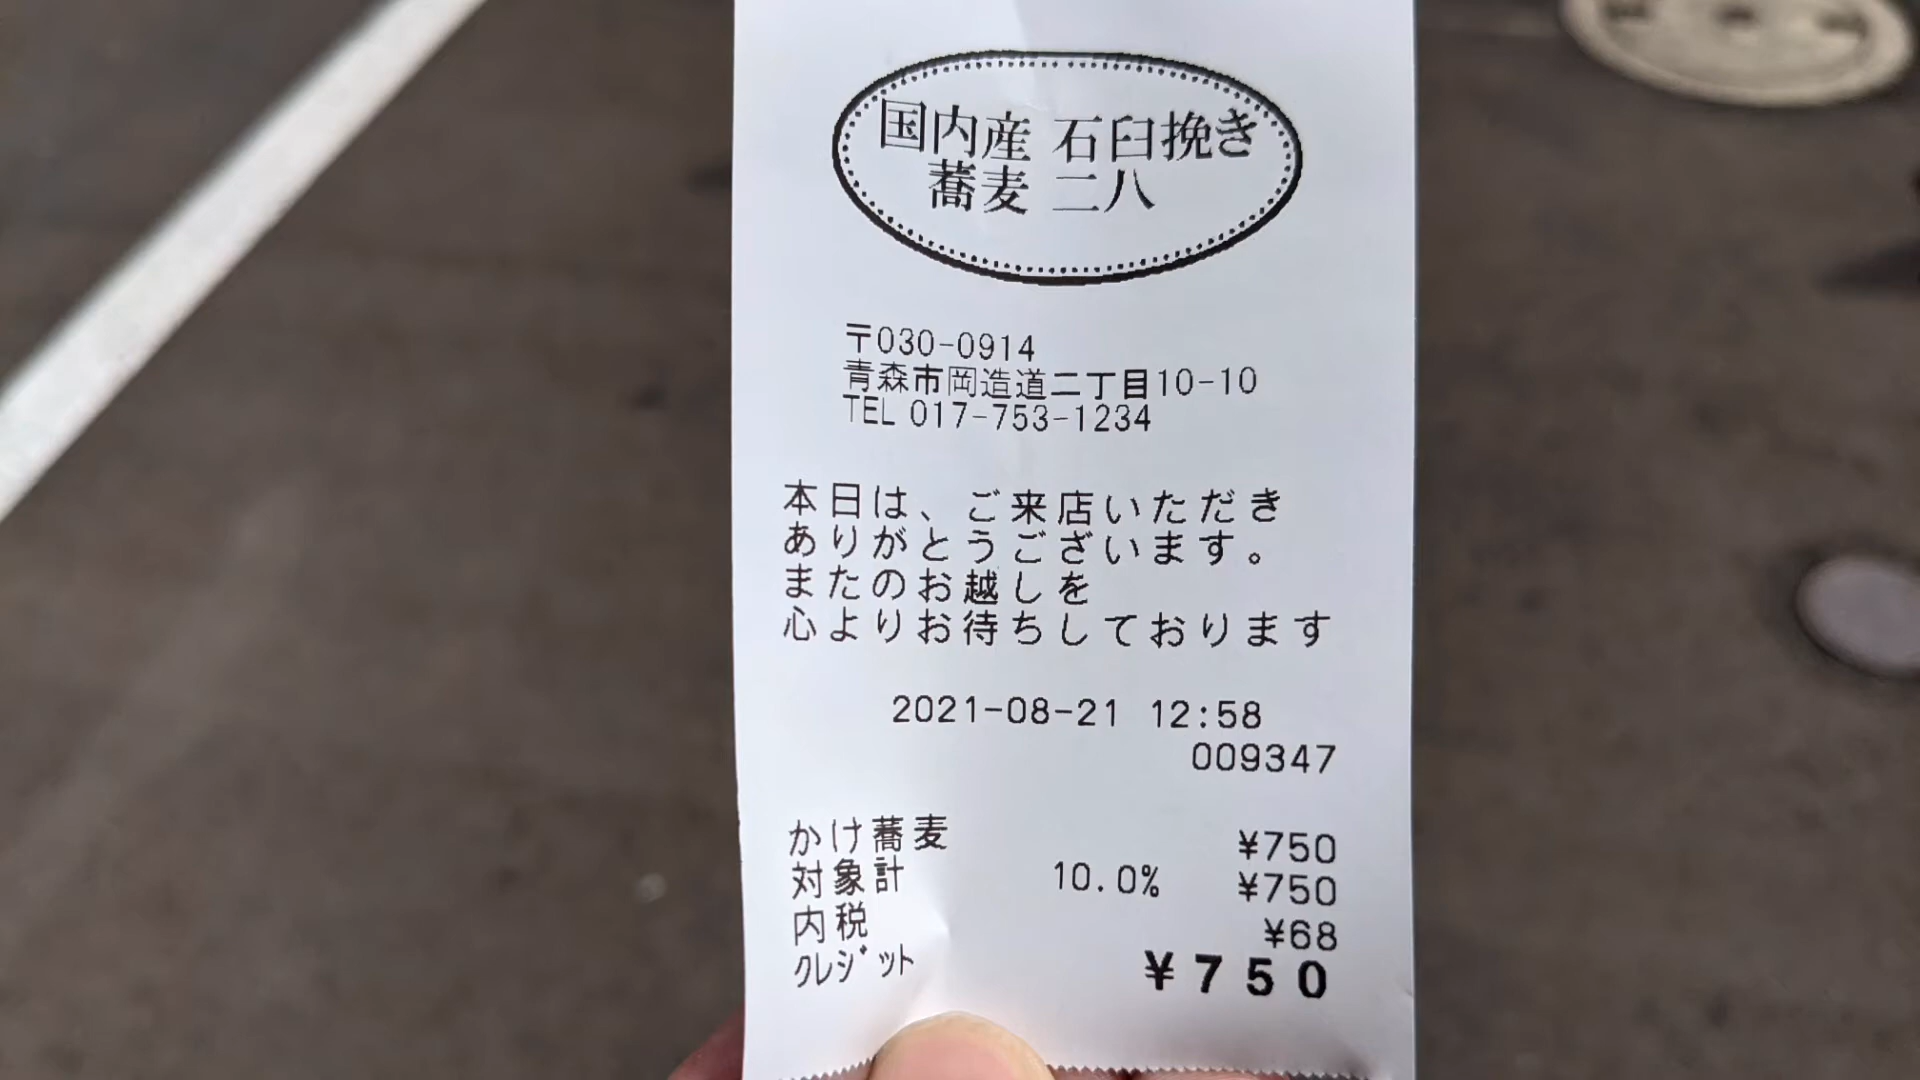 国内産 石臼挽き
蕎麦 二八
〒030-0914
青森市岡造道二丁目10-10
TEL 017-753-1234
本日は、ご来店いただき
ありがとうございます。
またのお越しを
心よりお待ちしております
2021-08-21 12:58
009347
かけ蕎麦 ¥750
対象計 10.0% ¥750
内税 ¥68
ｸﾚｼﾞｯﾄ ¥750